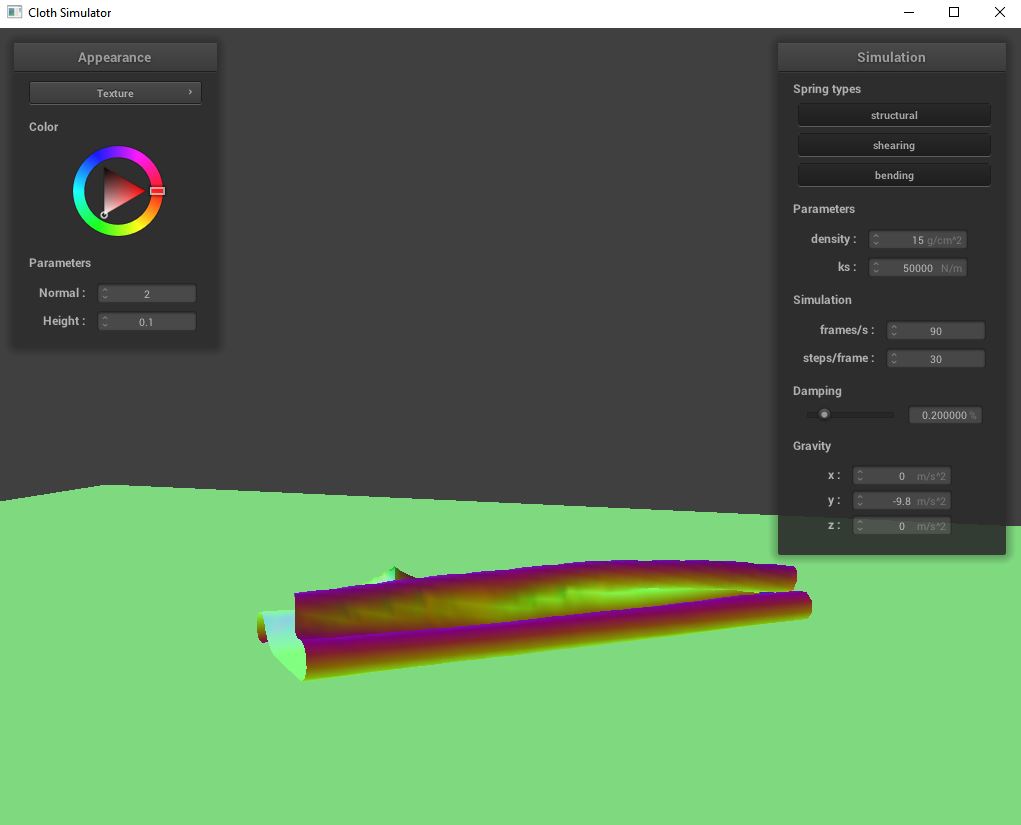 Cloth Simulator
Appearance
Texture
Color
Parameters
Normal : 2
Height : 0.1
Simulation
Spring types
structural
shearing
bending
Parameters
density : 15 g/cm^2
ks : 50000 N/m
Simulation
frames/s : 90
steps/frame : 30
Damping
0.200000 %
Gravity
x : 0 m/s^2
y : -9.8 m/s^2
z : 0 m/s^2